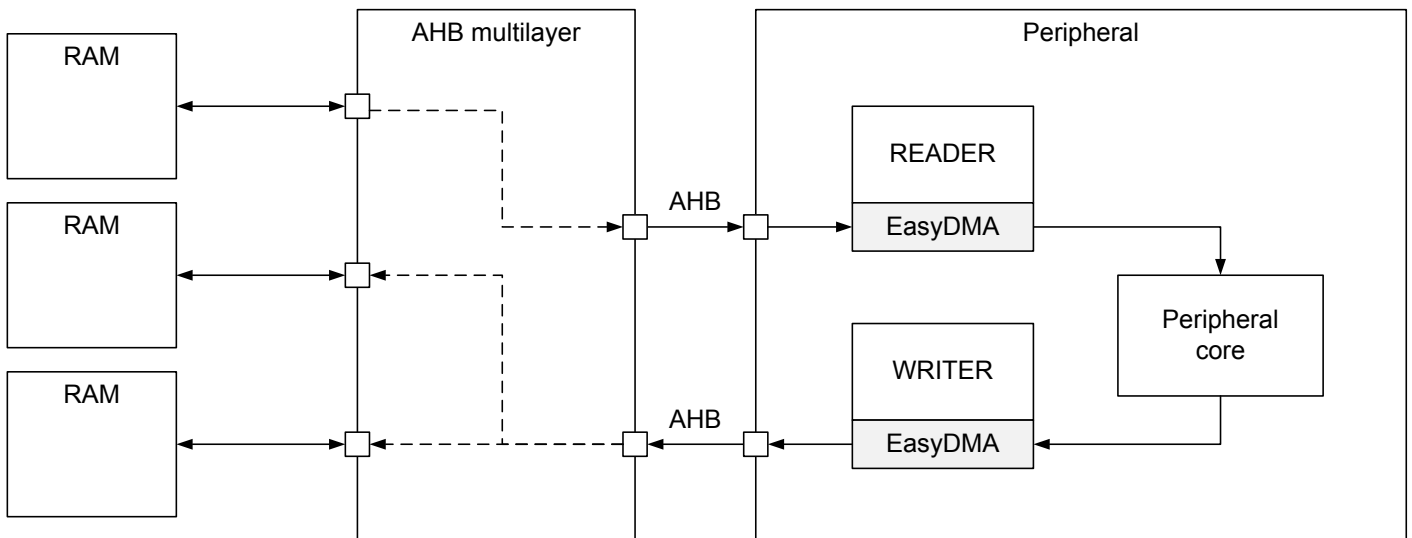 AHB multilayer
Peripheral
RAM
READER
AHB
EasyDMA
RAM
Peripheral
core
WRITER
RAM
AHB
EasyDMA